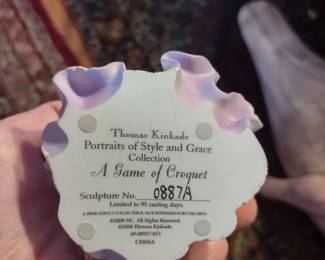 Thomas Kinkade
Portraits of Style and Grace
Collection
A Game of Croquet
Sculpture No. 0887A
Limited to 95 casting days.
A FINE ADULT COLLECTIBLE, NOT INTENDED FOR CHILDREN
©2008 HC. All Rights Reserved.
©2008 Thomas Kinkade
CHINA